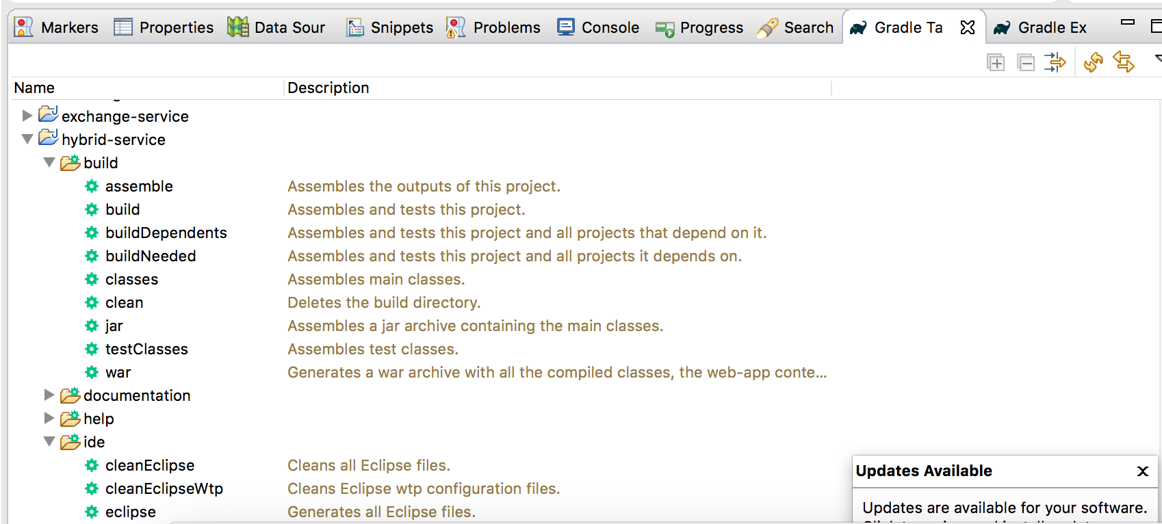 Markers Properties Data Sour Snippets Problems Console Progress Search Gradle Ta Gradle Ex
Name Description
exchange-service
hybrid-service
build
assemble Assembles the outputs of this project.
build Assembles and tests this project.
buildDependents Assembles and tests this project and all projects that depend on it.
buildNeeded Assembles and tests this project and all projects it depends on.
classes Assembles main classes.
clean Deletes the build directory.
jar Assembles a jar archive containing the main classes.
testClasses Assembles test classes.
war Generates a war archive with all the compiled classes, the web-app conte...
documentation
help
ide
cleanEclipse Cleans all Eclipse files.
cleanEclipseWtp Cleans Eclipse wtp configuration files.
eclipse Generates all Eclipse files.
Updates Available
Updates are available for your software.